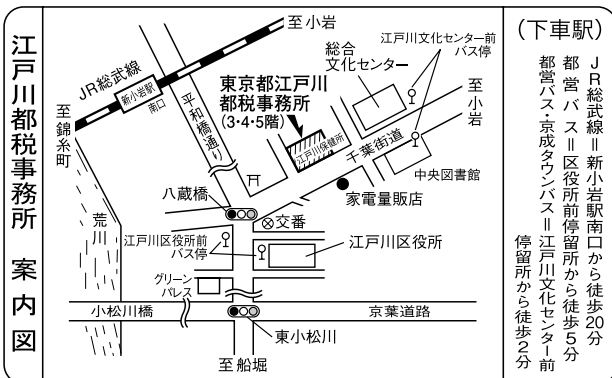 江戸川都税事務所 案内図
至小岩
JR総武線
新小岩駅
南口
至錦糸町
平和橋通り
東京都江戸川
都税事務所
(3・4・5階)
江戸川保健所
総合
文化センター
江戸川文化センター前
バス停
至小岩
千葉街道
中央図書館
家電量販店
八蔵橋
交番
荒川
江戸川区役所前
バス停
江戸川区役所
グリーン
パレス
小松川橋
京葉道路
東小松川
至船堀
(下車駅)
JR総武線=新小岩駅南口から徒歩20分
都営バス=区役所前停留所から徒歩5分
都営バス・京成タウンバス=江戸川文化センター前
停留所から徒歩2分